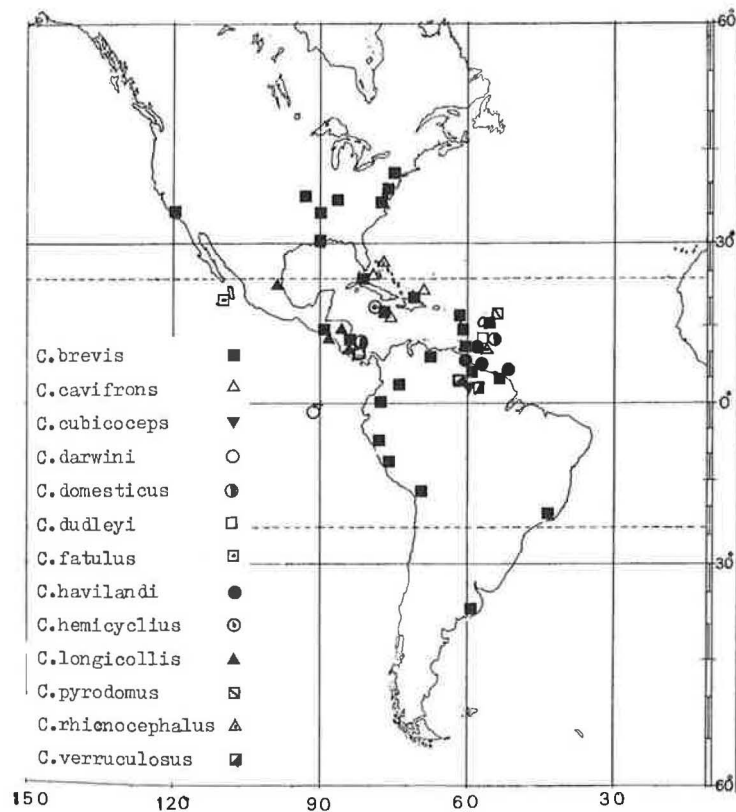 60°
30°
C.brevis
C.cavifrons
C.cubicoceps
0°
C.darwini
C.domesticus
C.dudleyi
C.fatulus
30°
C.havilandi
C.hemicyclius
C.longicollis
C.pyrodomus
C.rhinocephalus
C.verruculosus
60°
150 120 90 60 30